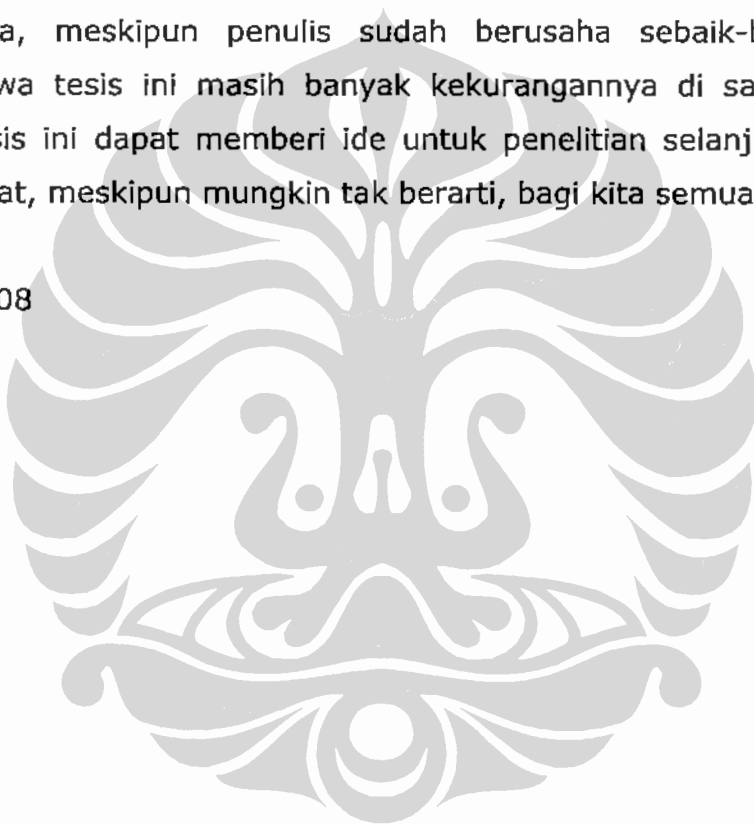 a, meskipun penulis sudah berusaha sebaik-b
wa tesis ini masih banyak kekurangannya di sa
sis ini dapat memberi ide untuk penelitian selanj
at, meskipun mungkin tak berarti, bagi kita semua
08